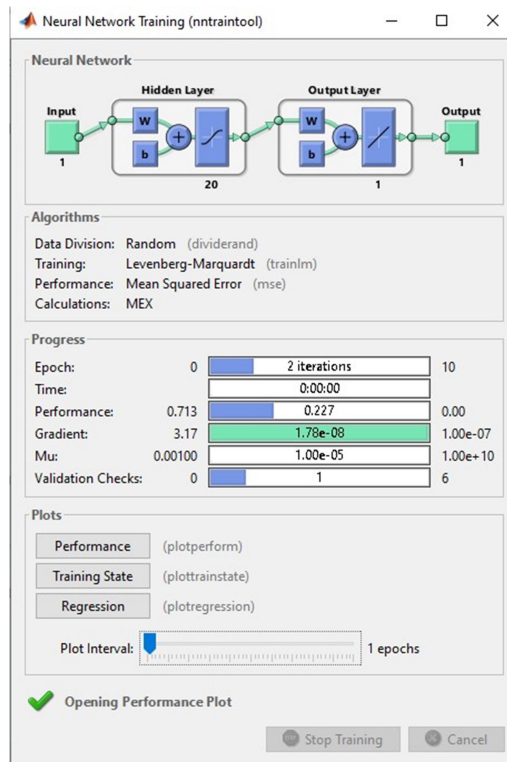 Neural Network Training (nntraintool)
Neural Network
Hidden Layer
Output Layer
Input
Output
W
W
b
b
1
1
20
1
Algorithms
Data Division: Random (dividerand)
Training: Levenberg-Marquardt (trainlm)
Performance: Mean Squared Error (mse)
Calculations: MEX
Progress
Epoch: 0 2 iterations 10
Time: 0:00:00
Performance: 0.713 0.227 0.00
Gradient: 3.17 1.78e-08 1.00e-07
Mu: 0.00100 1.00e-05 1.00e+10
Validation Checks: 0 1 6
Plots
Performance (plotperform)
Training State (plottrainstate)
Regression (plotregression)
Plot Interval: 1 epochs
Opening Performance Plot
Stop Training Cancel